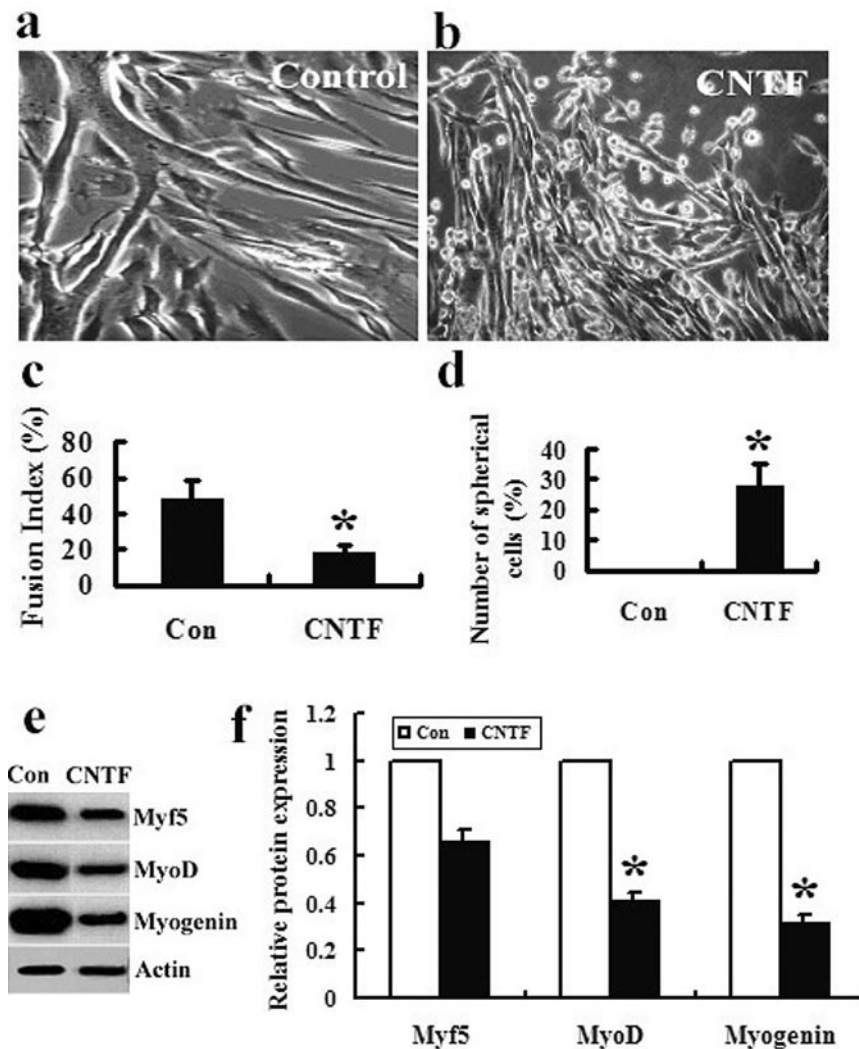 a
Control
b
CNTF
c
Fusion Index (%)
80
60
40
20
0
*
Con
CNTF
d
Number of spherical
cells (%)
40
30
20
10
0
*
Con
CNTF
e
Con CNTF
Myf5
MyoD
Myogenin
Actin
f
Relative protein expression
1.2
1
0.8
0.6
0.4
0.2
0
Con CNTF
*
*
Myf5
MyoD
Myogenin